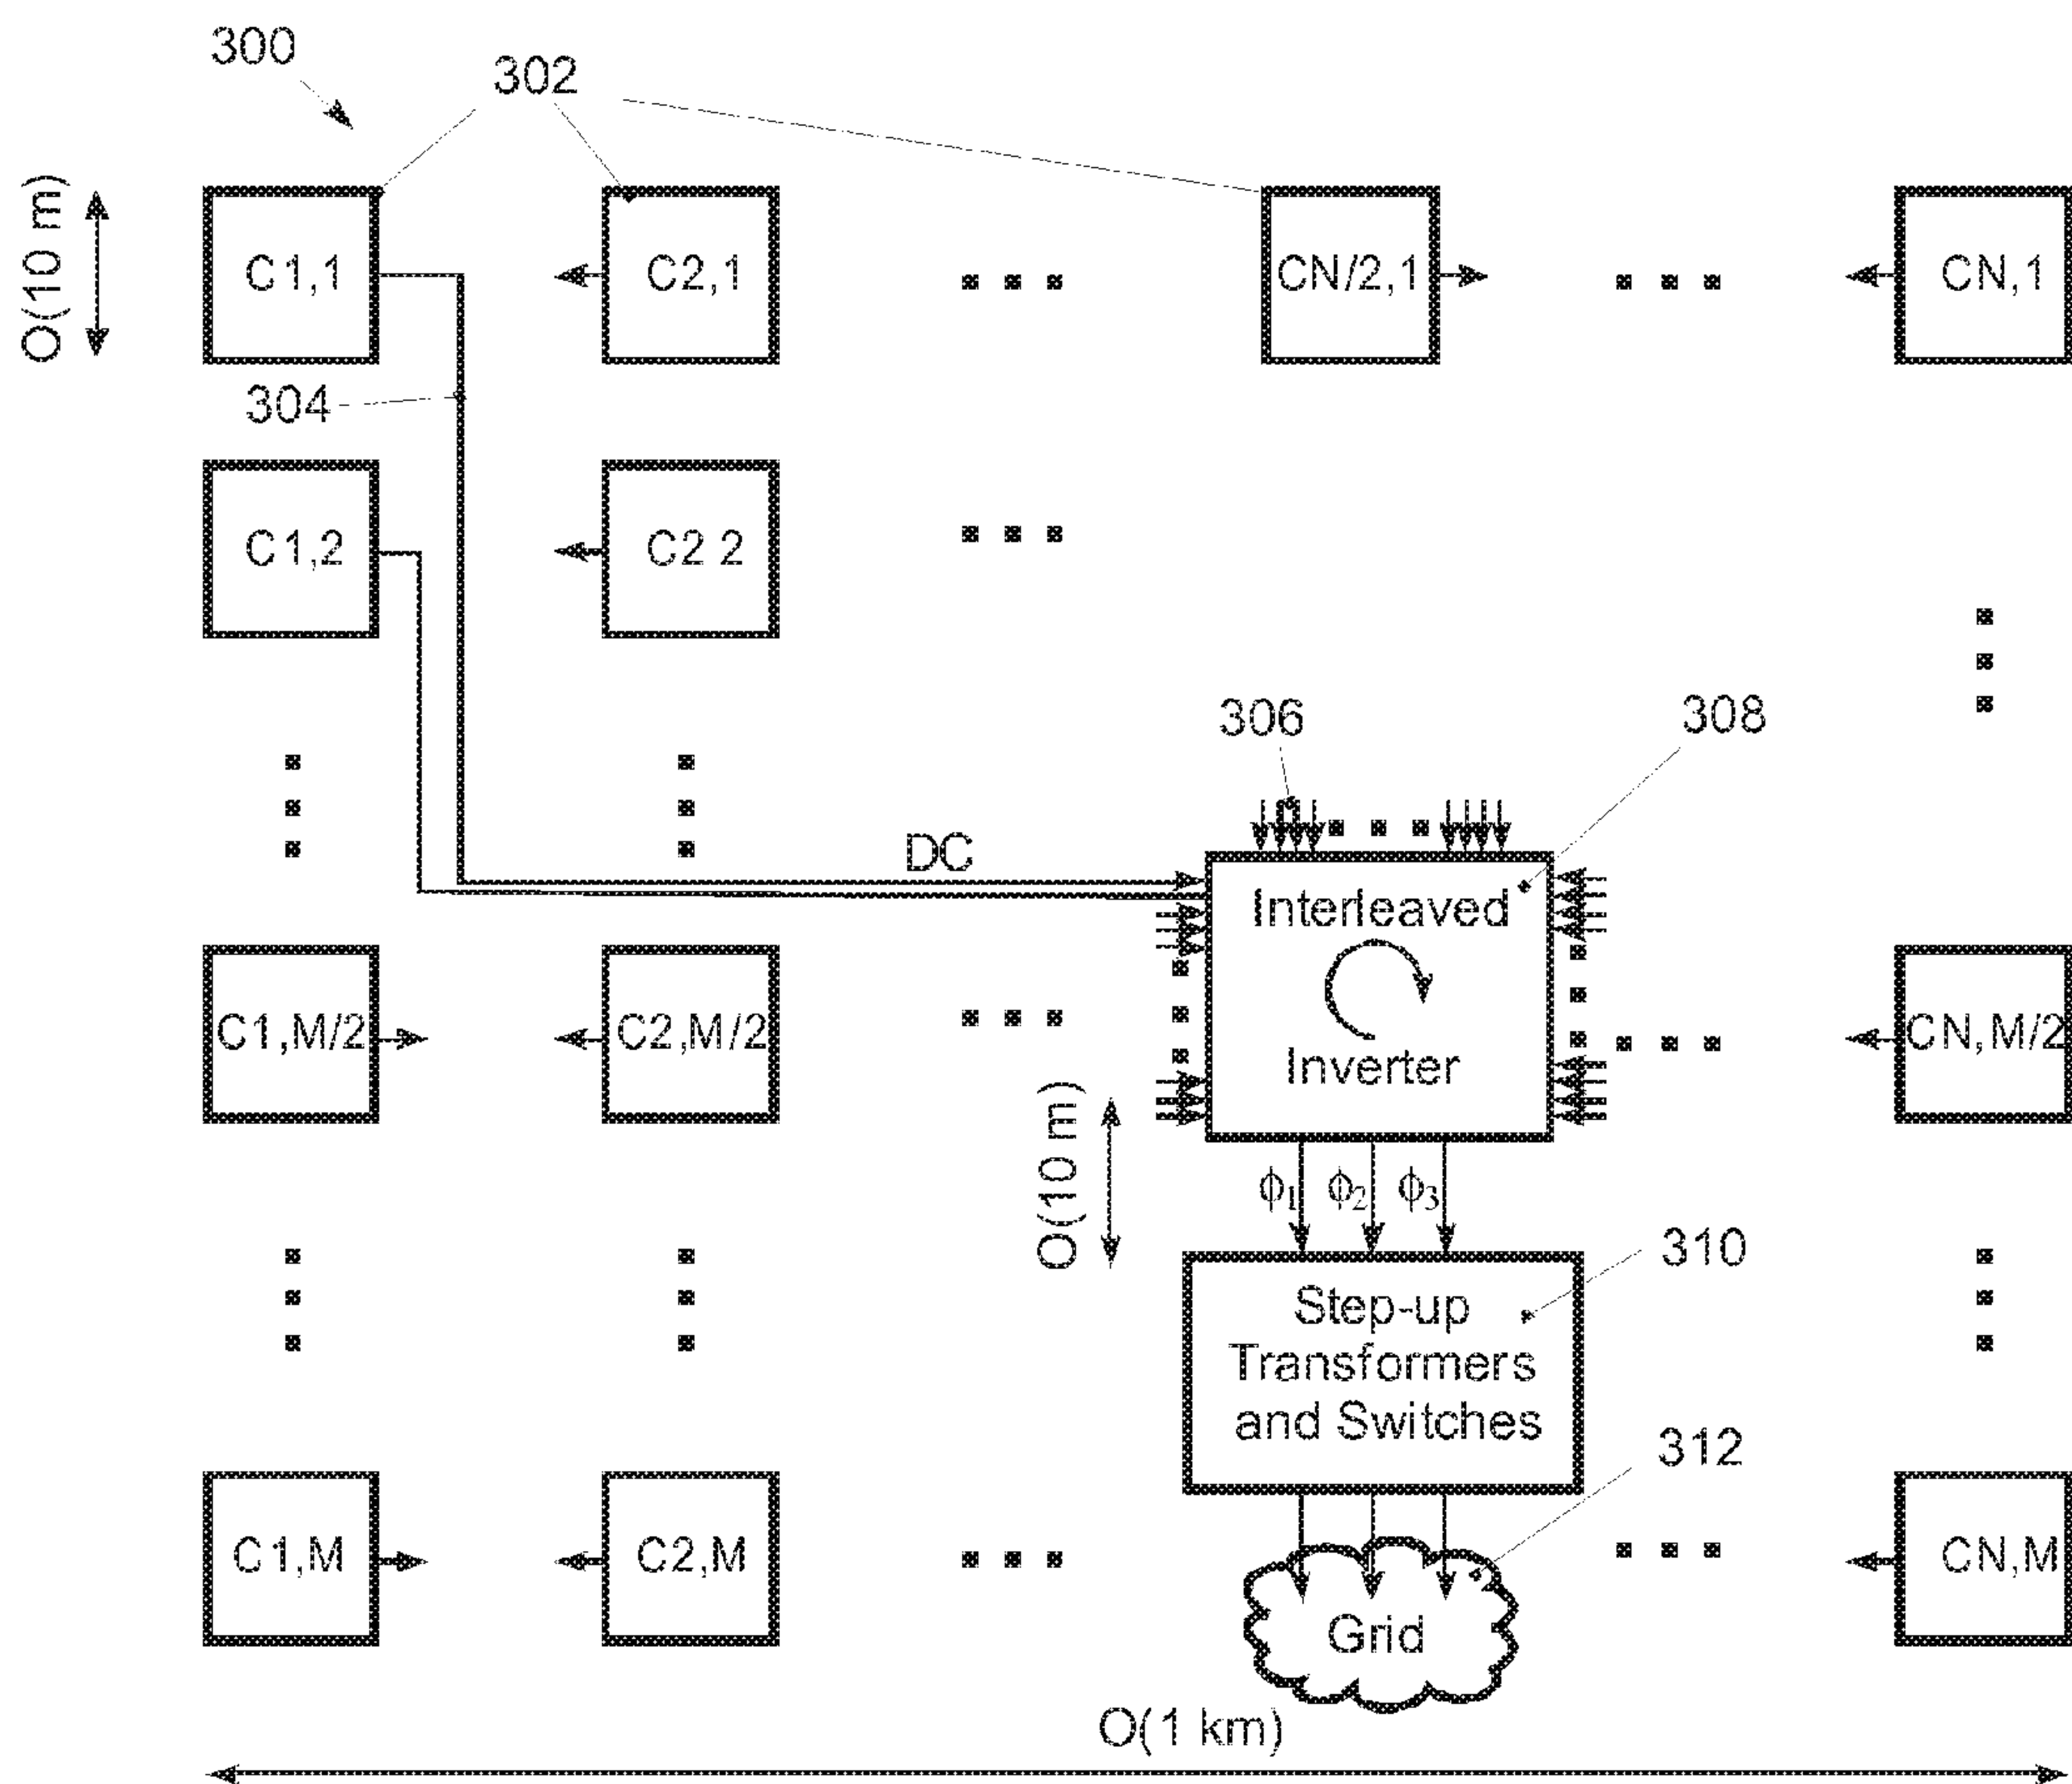 300
302
O(10 m)
C1,1
C2,1
CN/2,1
CN,1
304
C1,2
C2 2
306
308
DC
Interleaved
Inverter
C1,M/2
C2,M/2
CN,M/2
O(10 m)
ϕ1 ϕ2 ϕ3
310
Step-up
Transformers
and Switches
312
C1,M
C2,M
CN,M
Grid
O(1 km)